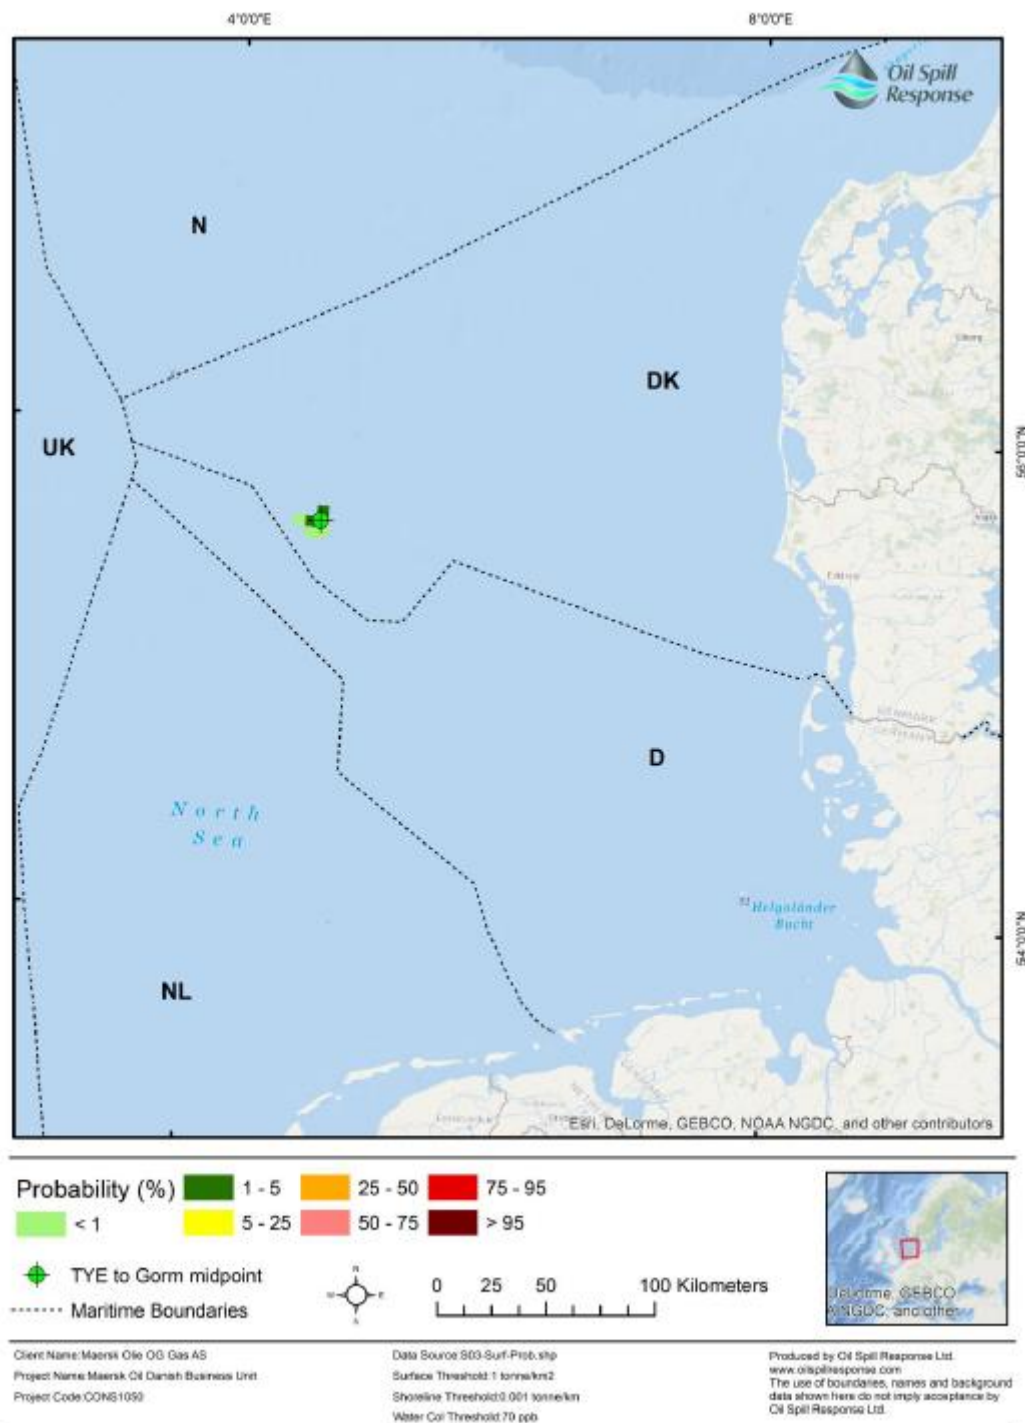 4°0'0"E
8°0'0"E
Oil Spill
Response
N
DK
UK
56°0'0"N
D
North
Sea
Helgoländer
Bucht
54°0'0"N
NL
Esri, DeLorme, GEBCO, NOAA NGDC, and other contributors
Probability (%)
1 - 5
25 - 50
75 - 95
< 1
5 - 25
50 - 75
> 95
TYE to Gorm midpoint
Maritime Boundaries
N
W
E
0 25 50 100 Kilometers
DeLorme, GEBCO
NGDC, and other
Client Name:Maersk Olie OG Gas AS
Project Name:Maersk Oil Danish Business Unit
Project Code:CONS1050
Data Source:S03-Surf-Prob.shp
Surface Threshold:1 tonne/km2
Shoreline Threshold:0.001 tonne/km
Water Col Threshold:70 ppb
Produced by Oil Spill Response Ltd.
www.oilspillresponse.com
The use of boundaries, names and background
data shown here do not imply acceptance by
Oil Spill Response Ltd.